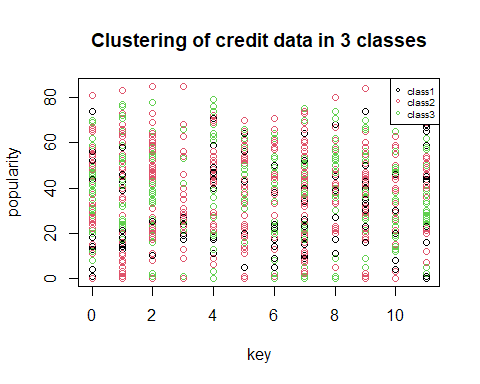 Clustering of credit data in 3 classes
class1
class2
class3
popularity
80
60
40
20
0
0 2 4 6 8 10
key